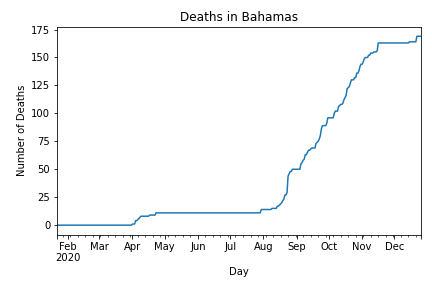 Deaths in Bahamas
175
150
125
100
75
50
25
0
Number of Deaths
Feb Mar Apr May Jun Jul Aug Sep Oct Nov Dec
2020
Day